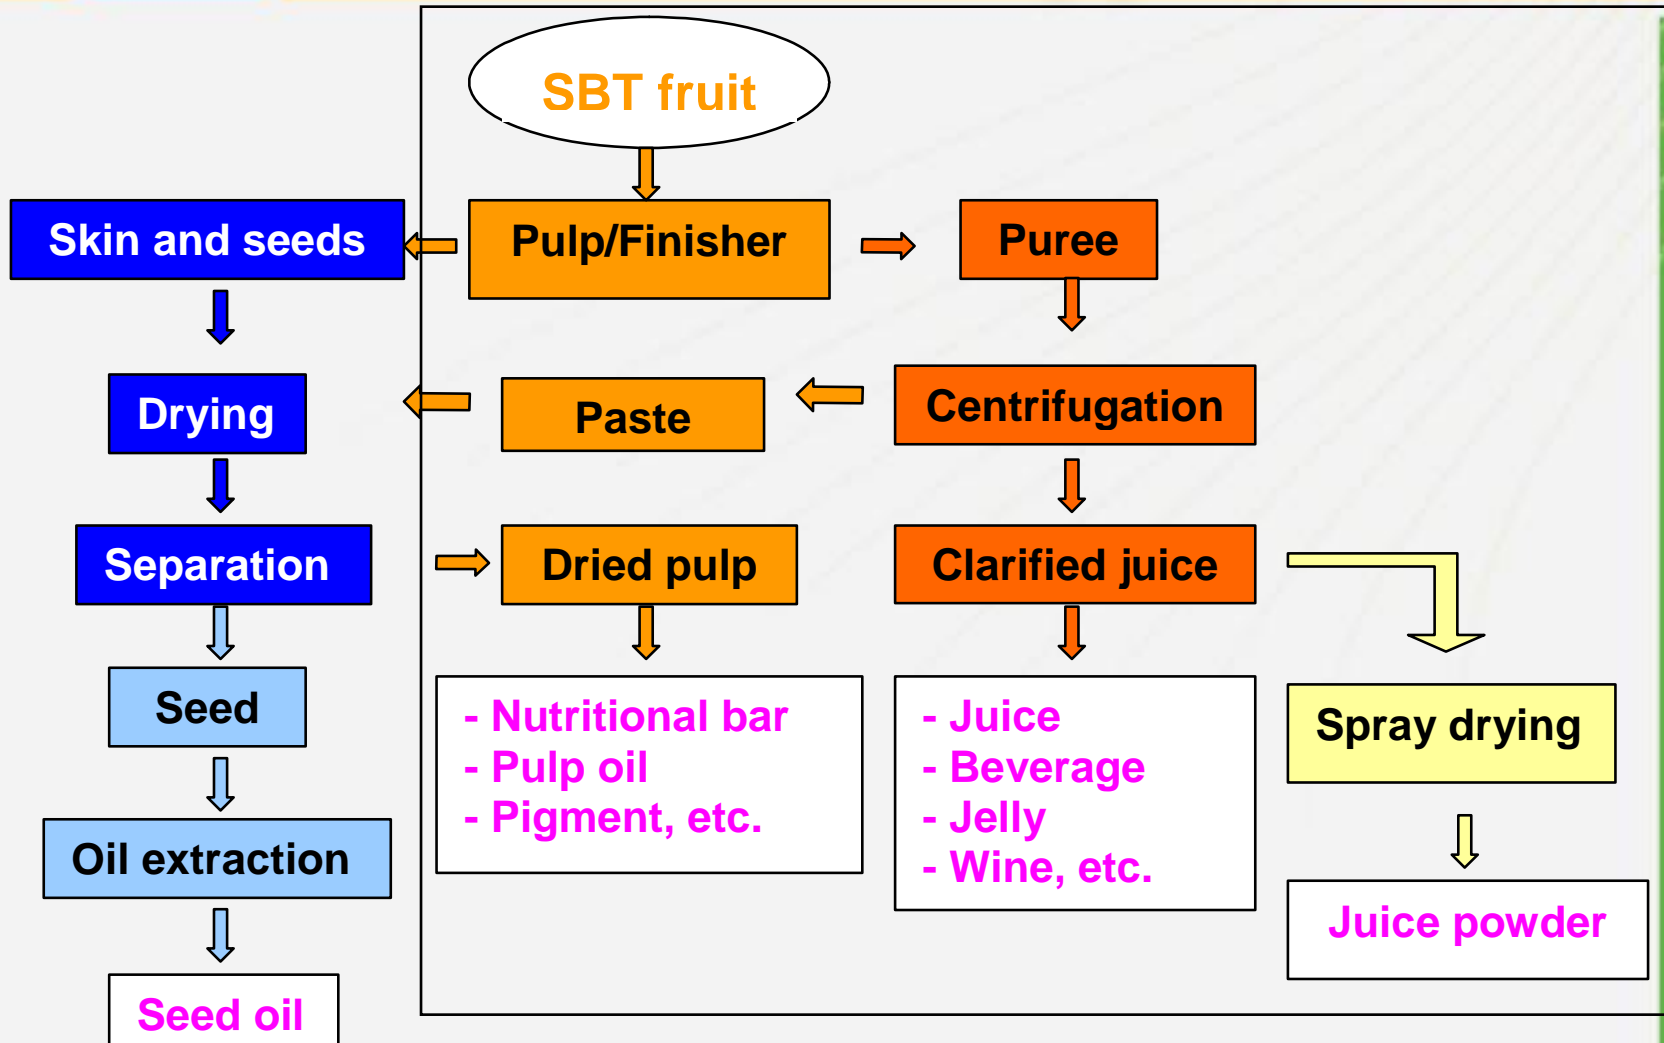 SBT fruit
Skin and seeds
Pulp/Finisher
Puree
Drying
Paste
Centrifugation
Separation
Dried pulp
Clarified juice
Seed
- Nutritional bar
- Pulp oil
- Pigment, etc.
- Juice
- Beverage
- Jelly
- Wine, etc.
Spray drying
Oil extraction
Juice powder
Seed oil